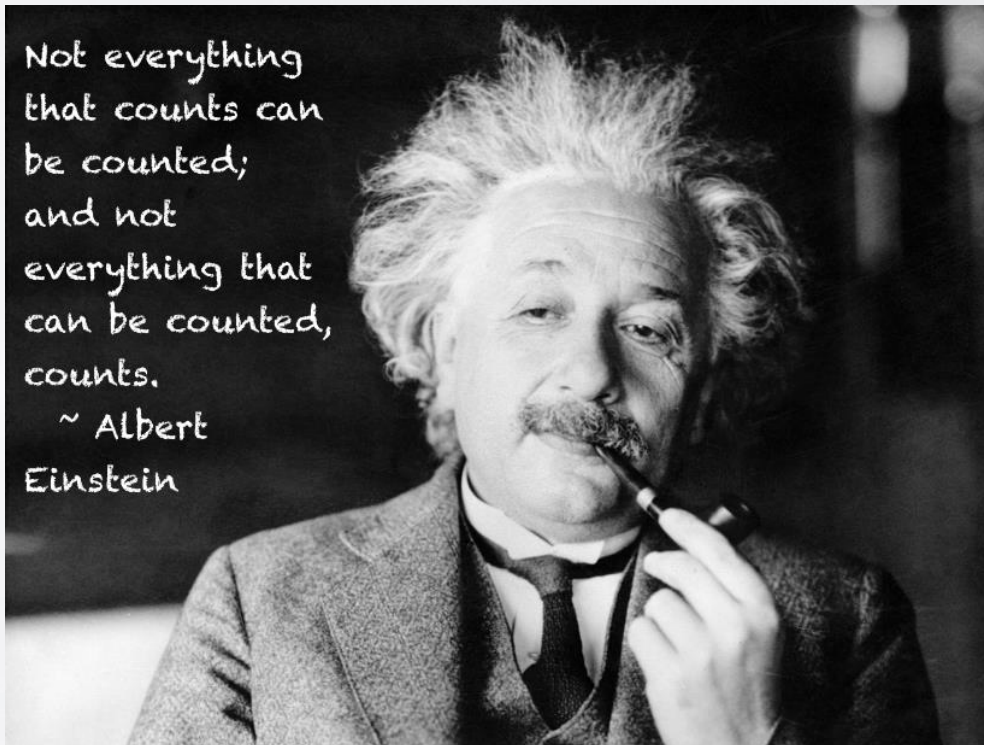 Not everything
that counts can
be counted;
and not
everything that
can be counted,
counts.
~ Albert
Einstein